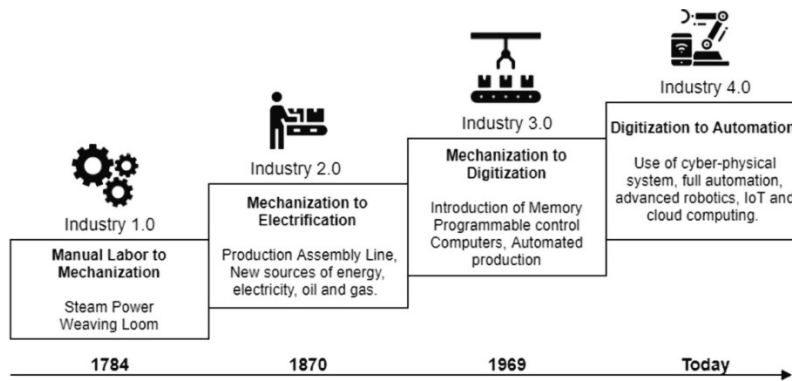 Industry 1.0
Manual Labor to
Mechanization
Steam Power
Weaving Loom
Industry 2.0
Mechanization to
Electrification
Production Assembly Line,
New sources of energy,
electricity, oil and gas.
Industry 3.0
Mechanization to
Digitization
Introduction of Memory
Programmable control
Computers, Automated
production
Industry 4.0
Digitization to Automation
Use of cyber-physical
system, full automation,
advanced robotics, IoT and
cloud computing.
1784
1870
1969
Today